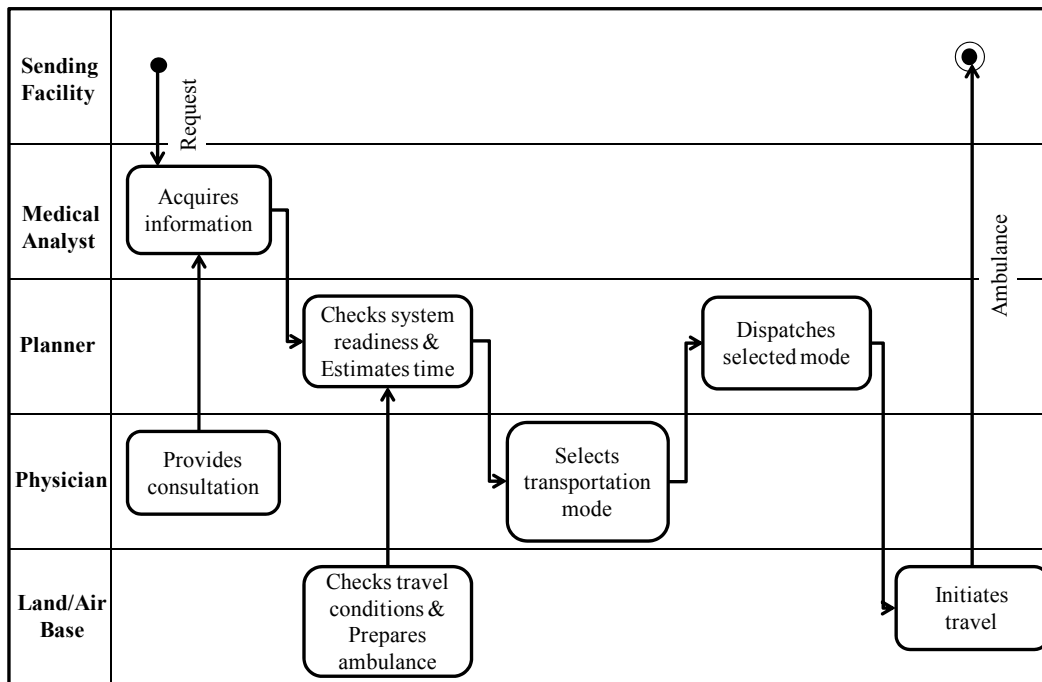 Sending
Facility
Request
Ambulance
Medical
Analyst
Acquires
information
Planner
Checks system
readiness &
Estimates time
Dispatches
selected mode
Physician
Provides
consultation
Selects
transportation
mode
Land/Air
Base
Checks travel
conditions &
Prepares
ambulance
Initiates
travel